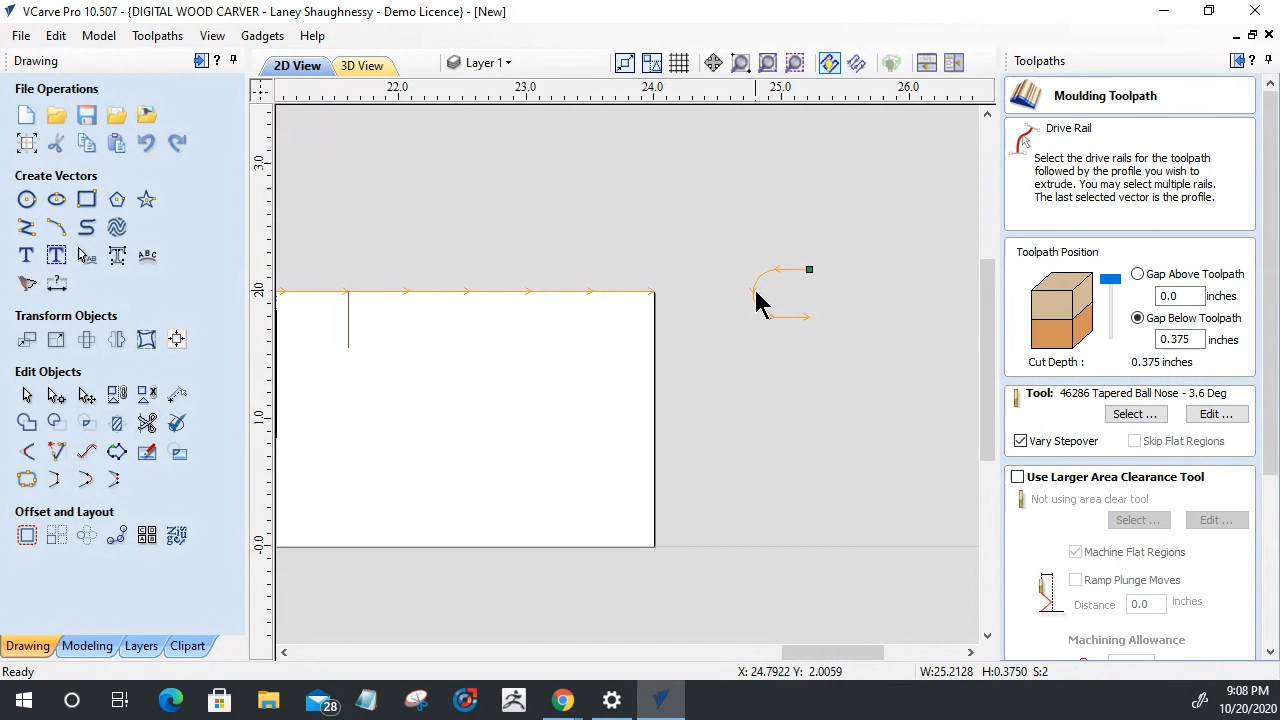 VCarve Pro 10.507 - {DIGITAL WOOD CARVER - Laney Shaughnessy - Demo Licence} - [New]
File Edit Model Toolpaths View Gadgets Help
Drawing
2D View
3D View
Layer 1
Toolpaths
File Operations
Create Vectors
Transform Objects
Edit Objects
Offset and Layout
22.0 23.0 24.0 25.0 26.0
3.0
2.0
1.0
-0.0
Moulding Toolpath
Drive Rail
Select the drive rails for the toolpath
followed by the profile you wish to
extrude. You may select multiple rails.
The last selected vector is the profile.
Toolpath Position
Gap Above Toolpath
0.0 inches
Gap Below Toolpath
0.375 inches
Cut Depth : 0.375 inches
Tool: 46286 Tapered Ball Nose - 3.6 Deg
Select ... Edit ...
Vary Stepover Skip Flat Regions
Use Larger Area Clearance Tool
Not using area clear tool
Select ... Edit ...
Machine Flat Regions
Ramp Plunge Moves
Distance 0.0 inches
Machining Allowance
Drawing Modeling Layers Clipart
Ready
X: 24.7922 Y: 2.0059
W:25.2128 H:0.3750 S:2
28
9:08 PM
10/20/2020